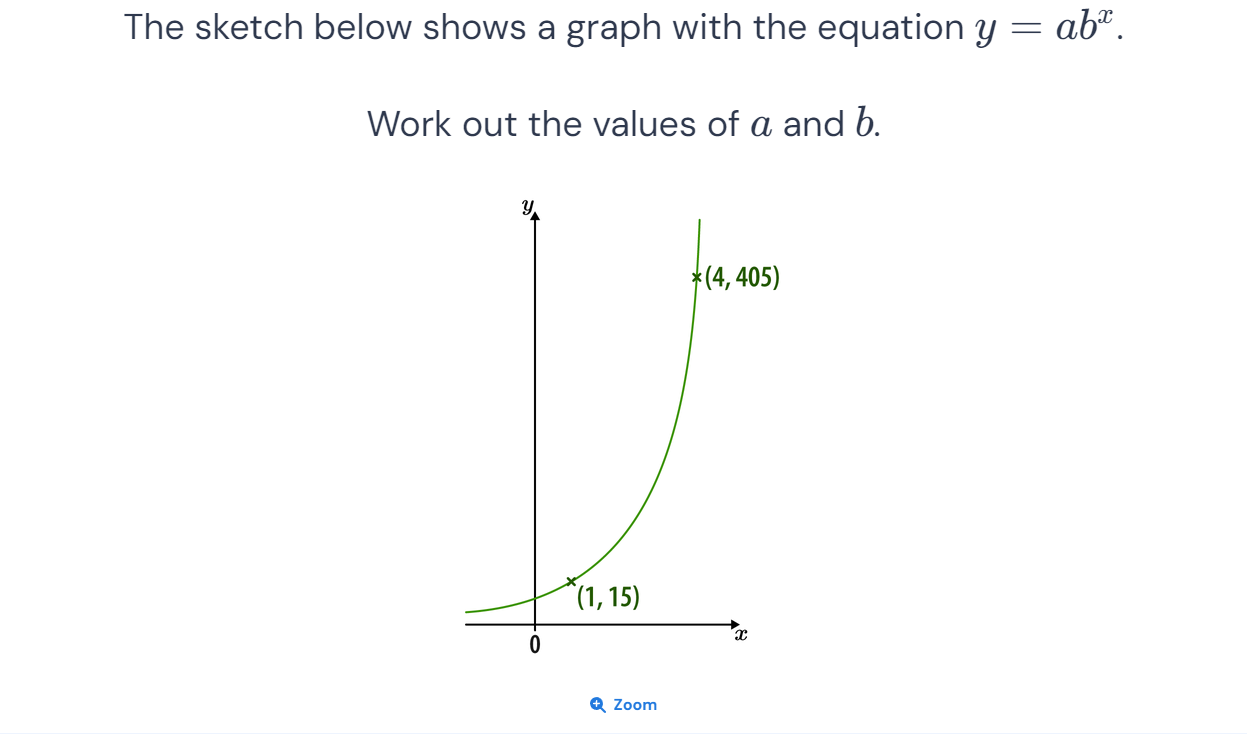 The sketch below shows a graph with the equation y = abˣ.
Work out the values of a and b.
y
(4, 405)
(1, 15)
x
0
Zoom